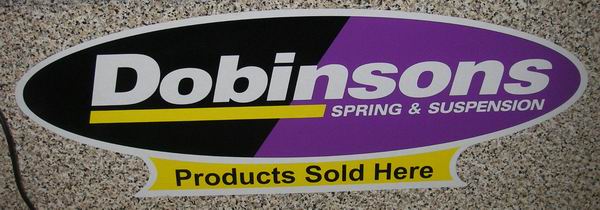 Dobinsons
SPRING & SUSPENSION
Products Sold Here